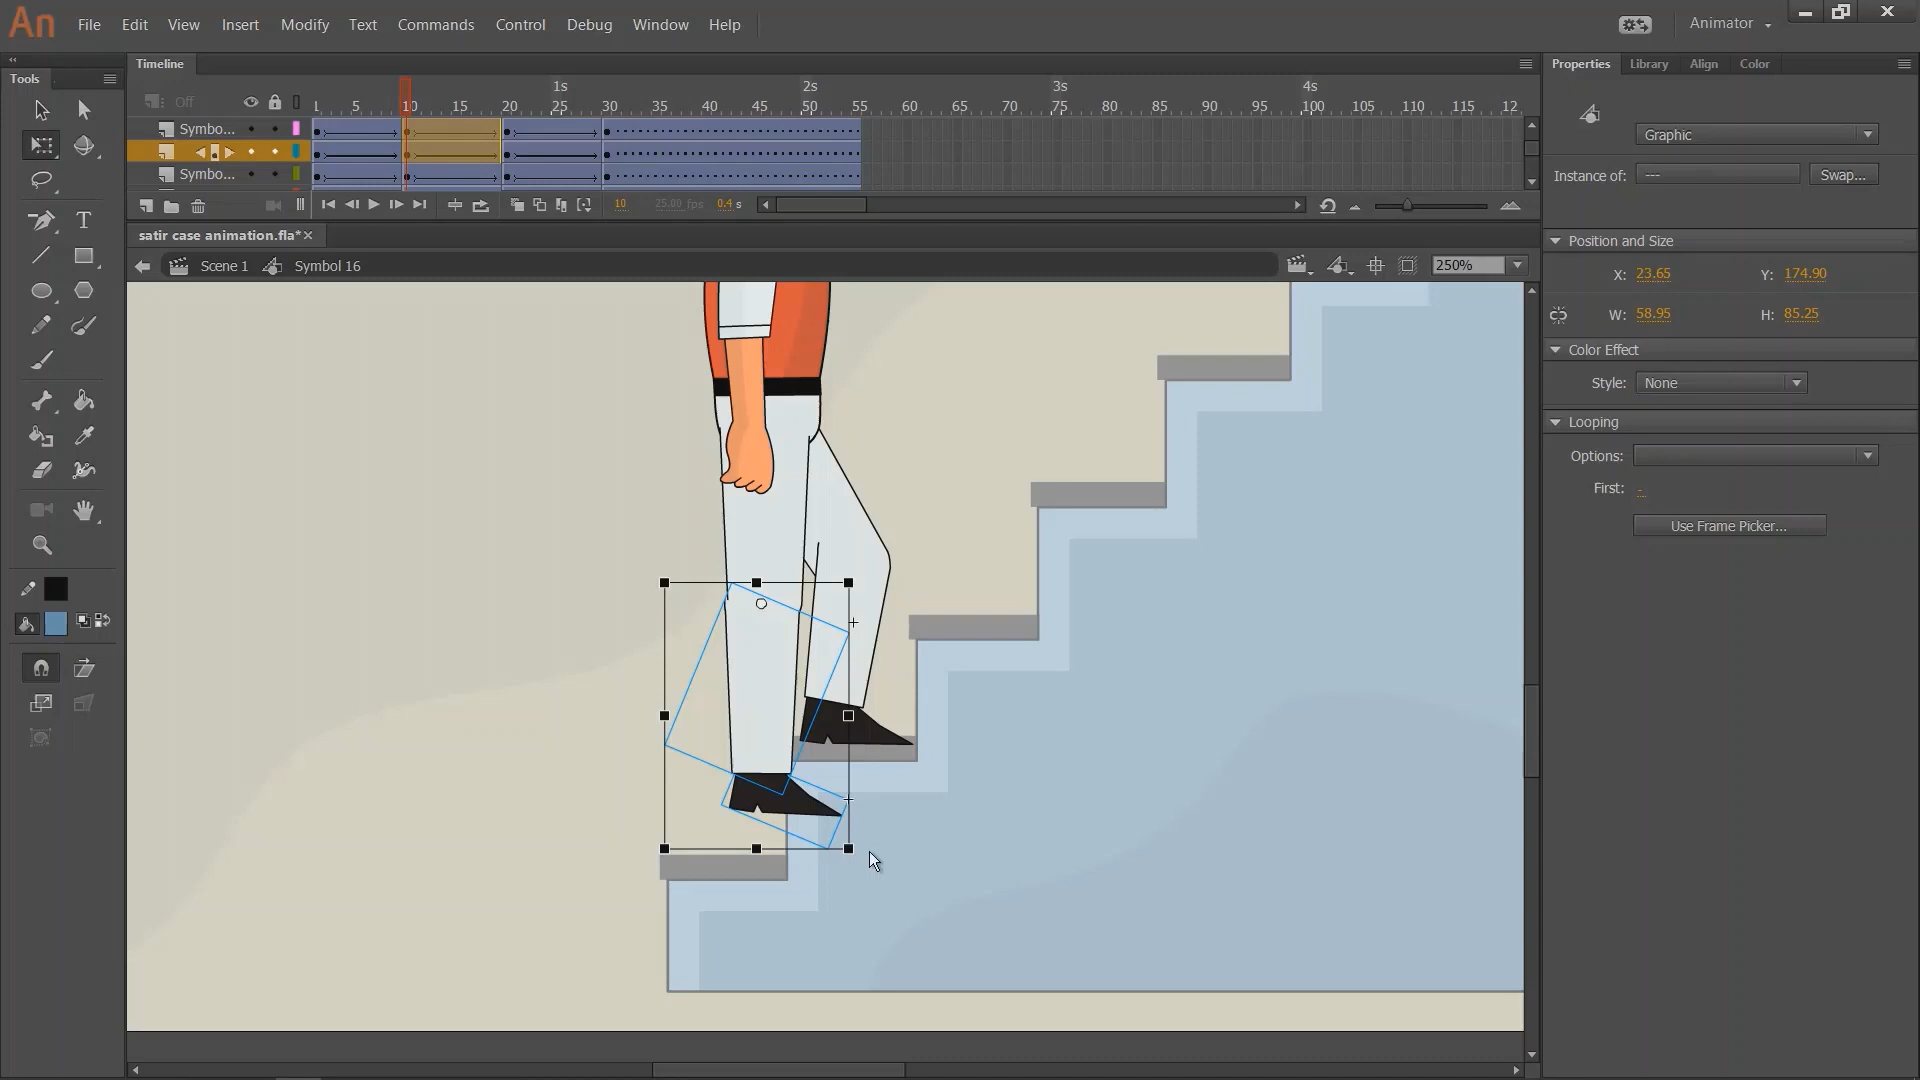 An File Edit View Insert Modify Text Commands Control Debug Window Help Animator
Tools
Timeline
Properties Library Align Color
Off
1s 2s 3s 4s
1 5 10 15 20 25 30 35 40 45 50 55 60 65 70 75 80 85 90 95 100 105 110 115 12
Symbo...
Symbo...
10 25.00 fps 0.4 s
satir case animation.fla*
Scene 1 Symbol 16
250%
T
Graphic
Instance of: --- Swap...
Position and Size
X: 23.65 Y: 174.90
W: 58.95 H: 85.25
Color Effect
Style: None
Looping
Options:
First: -
Use Frame Picker...